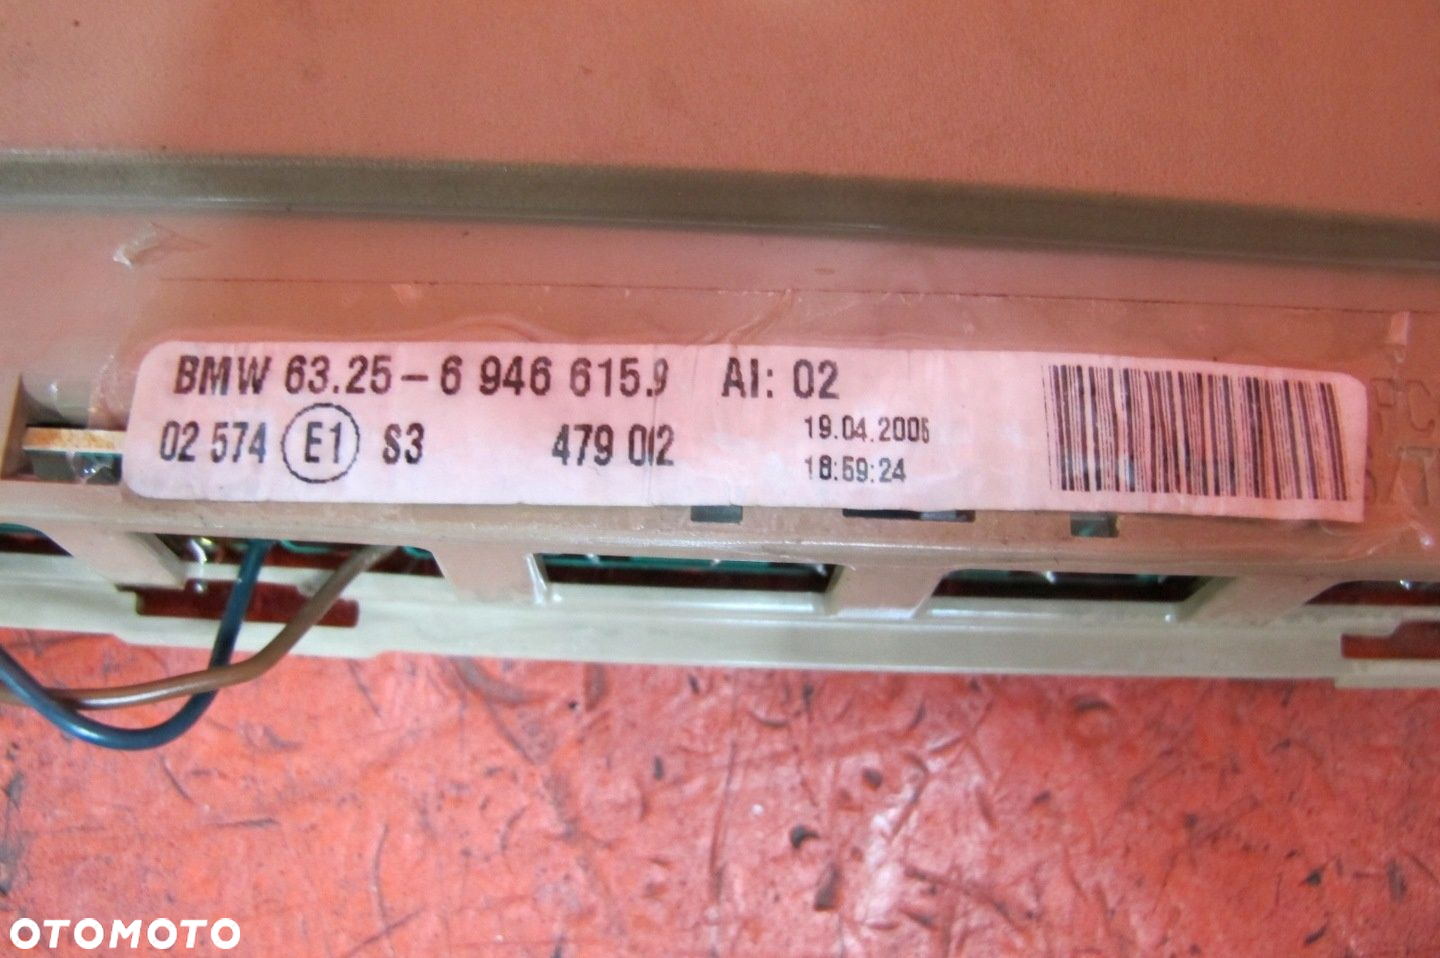 BMW 63.25-6 946 615.9 AI: 02
02 574 E1 S3 479 002
19.04.2005
18:59:24
OTOMOTO